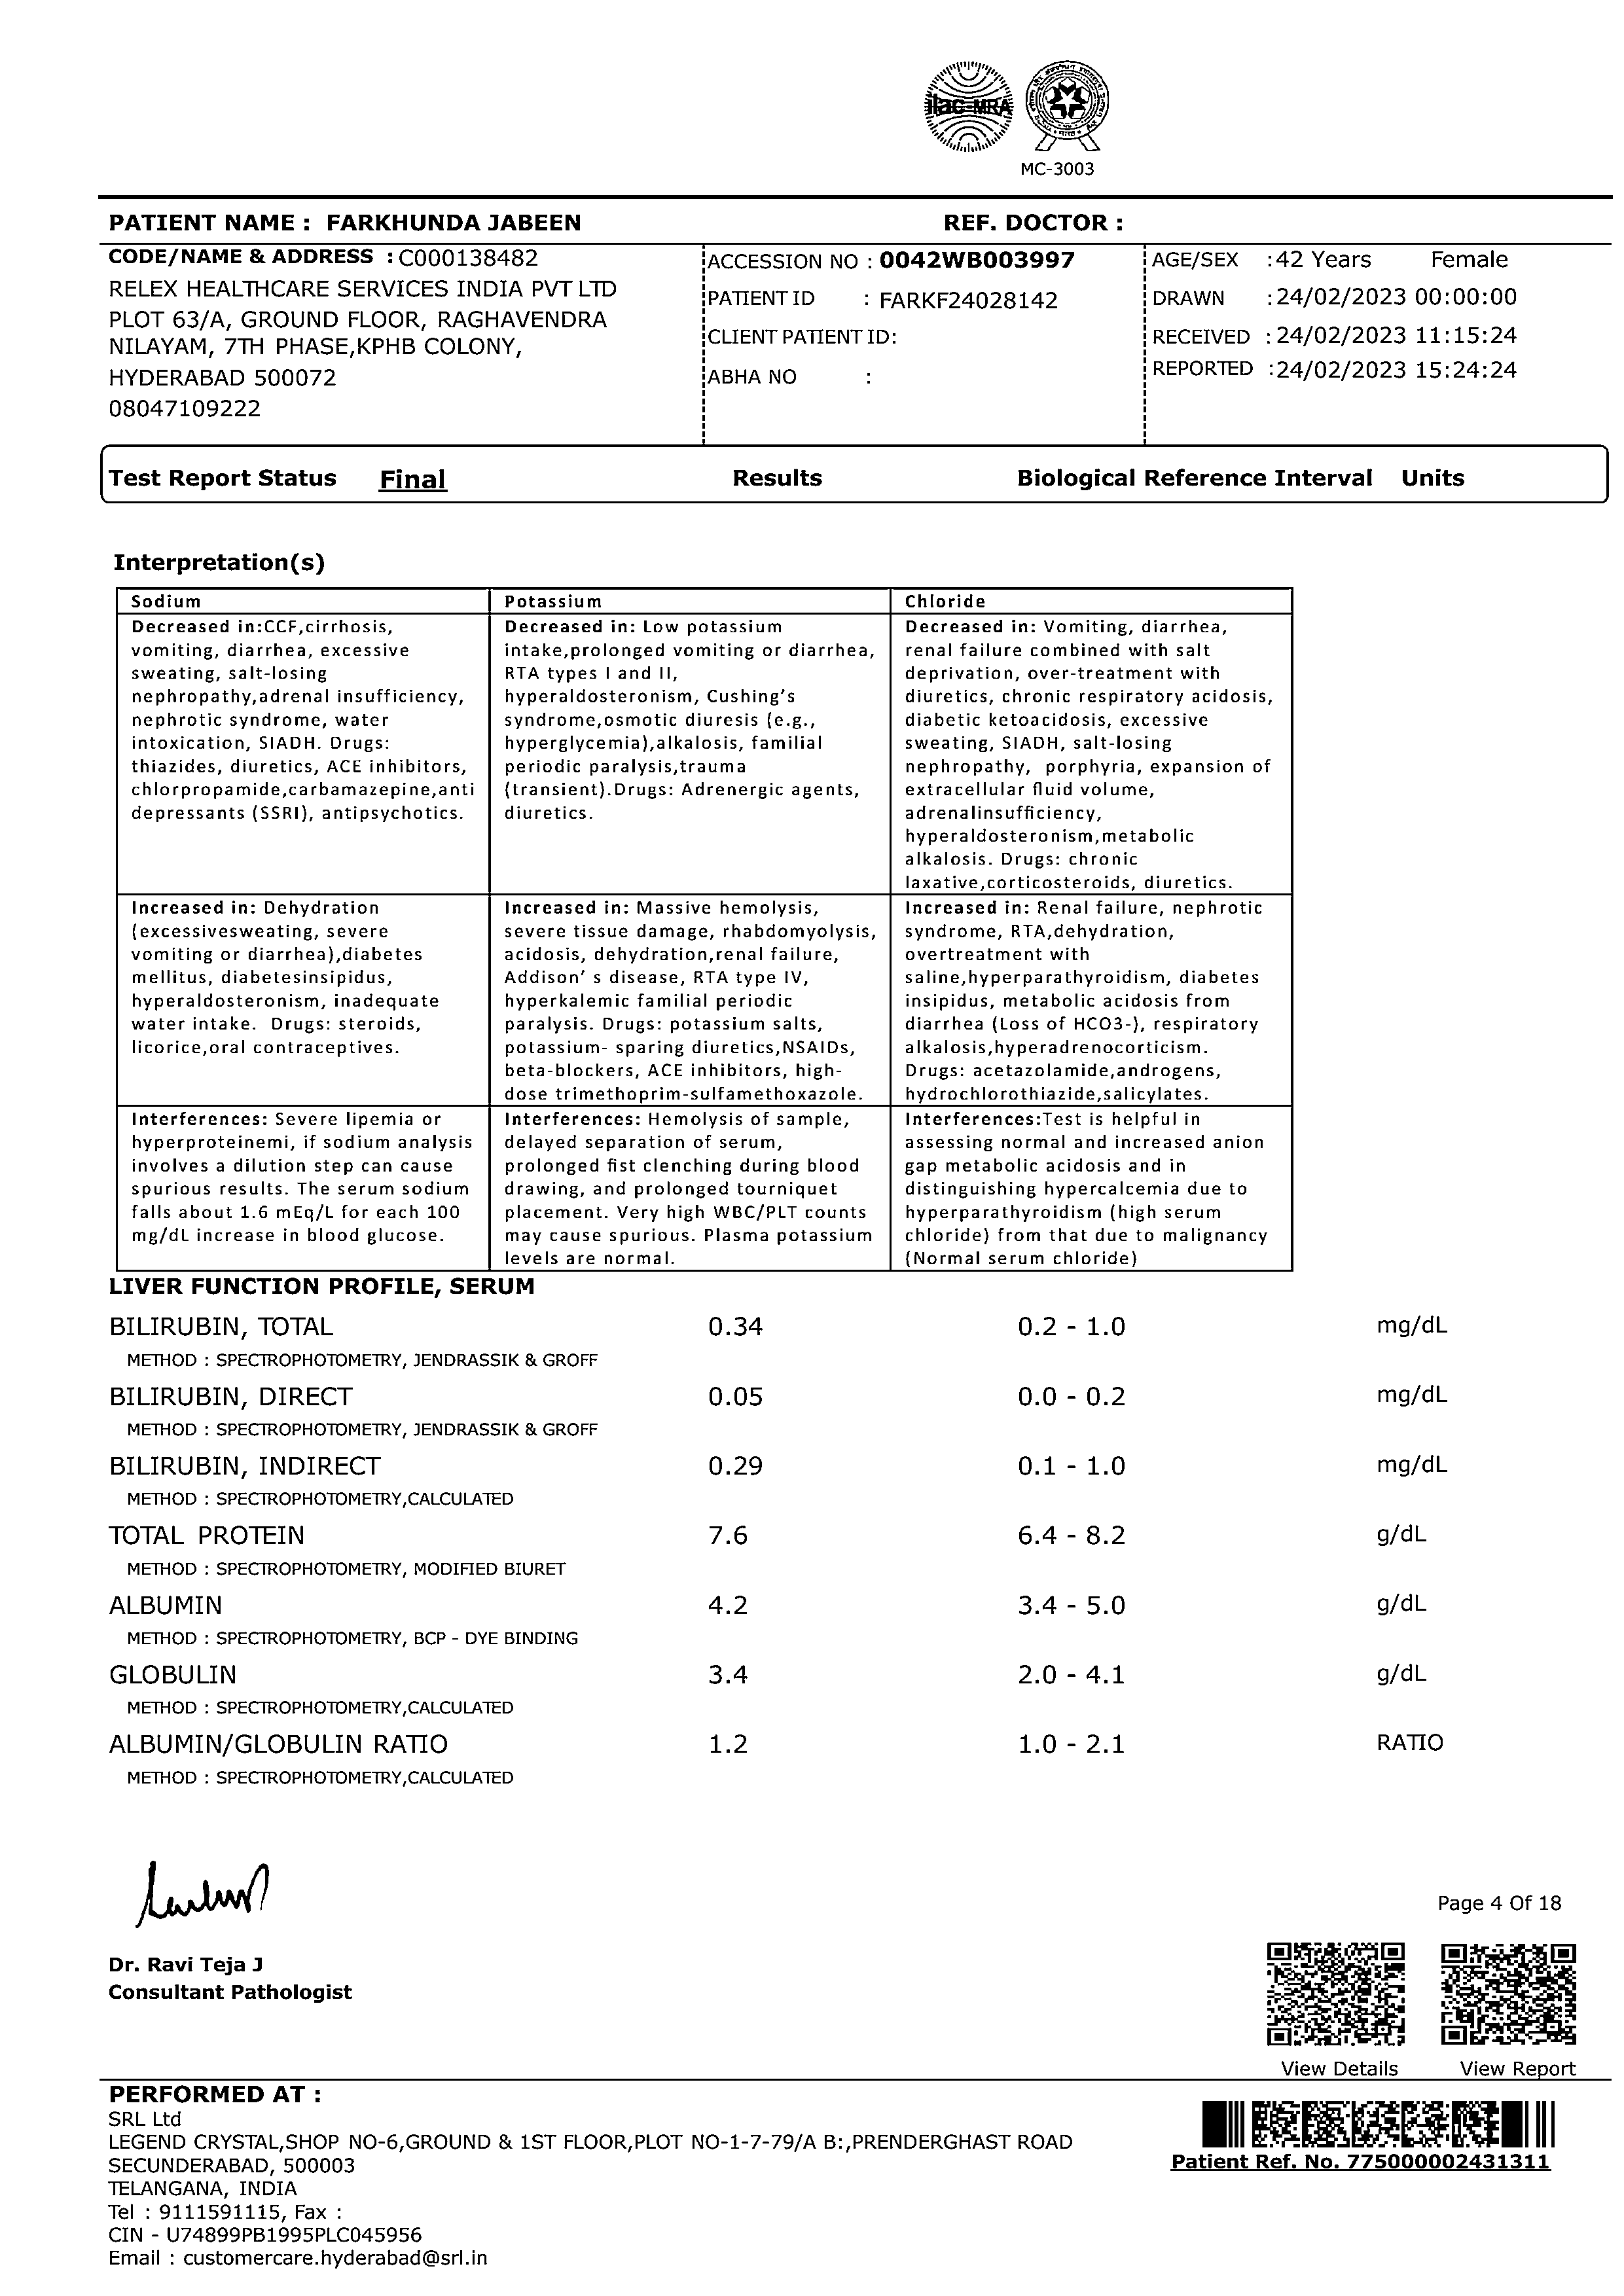 ilac-MRA
MC-3003
PATIENT NAME : FARKHUNDA JABEEN REF. DOCTOR :
CODE/NAME & ADDRESS : C000138482
RELEX HEALTHCARE SERVICES INDIA PVT LTD
PLOT 63/A, GROUND FLOOR, RAGHAVENDRA
NILAYAM, 7TH PHASE,KPHB COLONY,
HYDERABAD 500072
08047109222
ACCESSION NO : 0042WB003997
PATIENT ID : FARKF24028142
CLIENT PATIENT ID:
ABHA NO :
AGE/SEX :42 Years Female
DRAWN :24/02/2023 00:00:00
RECEIVED :24/02/2023 11:15:24
REPORTED :24/02/2023 15:24:24
Test Report Status Final Results Biological Reference Interval Units
Interpretation(s)
Sodium
Potassium
Chloride
Decreased in:CCF,cirrhosis,
vomiting, diarrhea, excessive
sweating, salt-losing
nephropathy,adrenal insufficiency,
nephrotic syndrome, water
intoxication, SIADH. Drugs:
thiazides, diuretics, ACE inhibitors,
chlorpropamide,carbamazepine,anti
depressants (SSRI), antipsychotics.
Decreased in: Low potassium
intake,prolonged vomiting or diarrhea,
RTA types I and II,
hyperaldosteronism, Cushing's
syndrome,osmotic diuresis (e.g.,
hyperglycemia),alkalosis, familial
periodic paralysis,trauma
(transient).Drugs: Adrenergic agents,
diuretics.
Decreased in: Vomiting, diarrhea,
renal failure combined with salt
deprivation, over-treatment with
diuretics, chronic respiratory acidosis,
diabetic ketoacidosis, excessive
sweating, SIADH, salt-losing
nephropathy, porphyria, expansion of
extracellular fluid volume,
adrenalinsufficiency,
hyperaldosteronism,metabolic
alkalosis. Drugs: chronic
laxative,corticosteroids, diuretics.
Increased in: Dehydration
(excessivesweating, severe
vomiting or diarrhea),diabetes
mellitus, diabetesinsipidus,
hyperaldosteronism, inadequate
water intake. Drugs: steroids,
licorice,oral contraceptives.
Increased in: Massive hemolysis,
severe tissue damage, rhabdomyolysis,
acidosis, dehydration,renal failure,
Addison' s disease, RTA type IV,
hyperkalemic familial periodic
paralysis. Drugs: potassium salts,
potassium- sparing diuretics,NSAIDs,
beta-blockers, ACE inhibitors, high-
dose trimethoprim-sulfamethoxazole.
Increased in: Renal failure, nephrotic
syndrome, RTA,dehydration,
overtreatment with
saline,hyperparathyroidism, diabetes
insipidus, metabolic acidosis from
diarrhea (Loss of HCO3-), respiratory
alkalosis,hyperadrenocorticism.
Drugs: acetazolamide,androgens,
hydrochlorothiazide,salicylates.
Interferences: Severe lipemia or
hyperproteinemi, if sodium analysis
involves a dilution step can cause
spurious results. The serum sodium
falls about 1.6 mEq/L for each 100
mg/dL increase in blood glucose.
Interferences: Hemolysis of sample,
delayed separation of serum,
prolonged fist clenching during blood
drawing, and prolonged tourniquet
placement. Very high WBC/PLT counts
may cause spurious. Plasma potassium
levels are normal.
Interferences:Test is helpful in
assessing normal and increased anion
gap metabolic acidosis and in
distinguishing hypercalcemia due to
hyperparathyroidism (high serum
chloride) from that due to malignancy
(Normal serum chloride)
LIVER FUNCTION PROFILE, SERUM
BILIRUBIN, TOTAL 0.34 0.2 - 1.0 mg/dL
METHOD : SPECTROPHOTOMETRY, JENDRASSIK & GROFF
BILIRUBIN, DIRECT 0.05 0.0 - 0.2 mg/dL
METHOD : SPECTROPHOTOMETRY, JENDRASSIK & GROFF
BILIRUBIN, INDIRECT 0.29 0.1 - 1.0 mg/dL
METHOD : SPECTROPHOTOMETRY,CALCULATED
TOTAL PROTEIN 7.6 6.4 - 8.2 g/dL
METHOD : SPECTROPHOTOMETRY, MODIFIED BIURET
ALBUMIN 4.2 3.4 - 5.0 g/dL
METHOD : SPECTROPHOTOMETRY, BCP - DYE BINDING
GLOBULIN 3.4 2.0 - 4.1 g/dL
METHOD : SPECTROPHOTOMETRY,CALCULATED
ALBUMIN/GLOBULIN RATIO 1.2 1.0 - 2.1 RATIO
METHOD : SPECTROPHOTOMETRY,CALCULATED
Page 4 Of 18
Dr. Ravi Teja J
Consultant Pathologist
View Details View Report
PERFORMED AT :
SRL Ltd
LEGEND CRYSTAL,SHOP NO-6,GROUND & 1ST FLOOR,PLOT NO-1-7-79/A B:,PRENDERGHAST ROAD
SECUNDERABAD, 500003
TELANGANA, INDIA
Tel : 9111591115, Fax :
CIN - U74899PB1995PLC045956
Email : customercare.hyderabad@srl.in
Patient Ref. No. 775000002431311